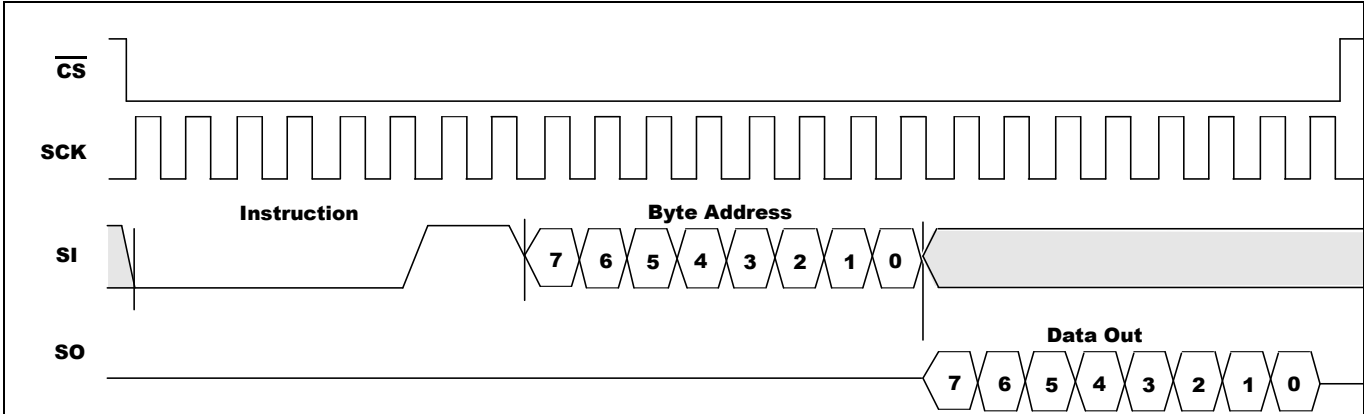 CS
SCK
Instruction Byte Address
SI 7 6 5 4 3 2 1 0
Data Out
SO 7 6 5 4 3 2 1 0